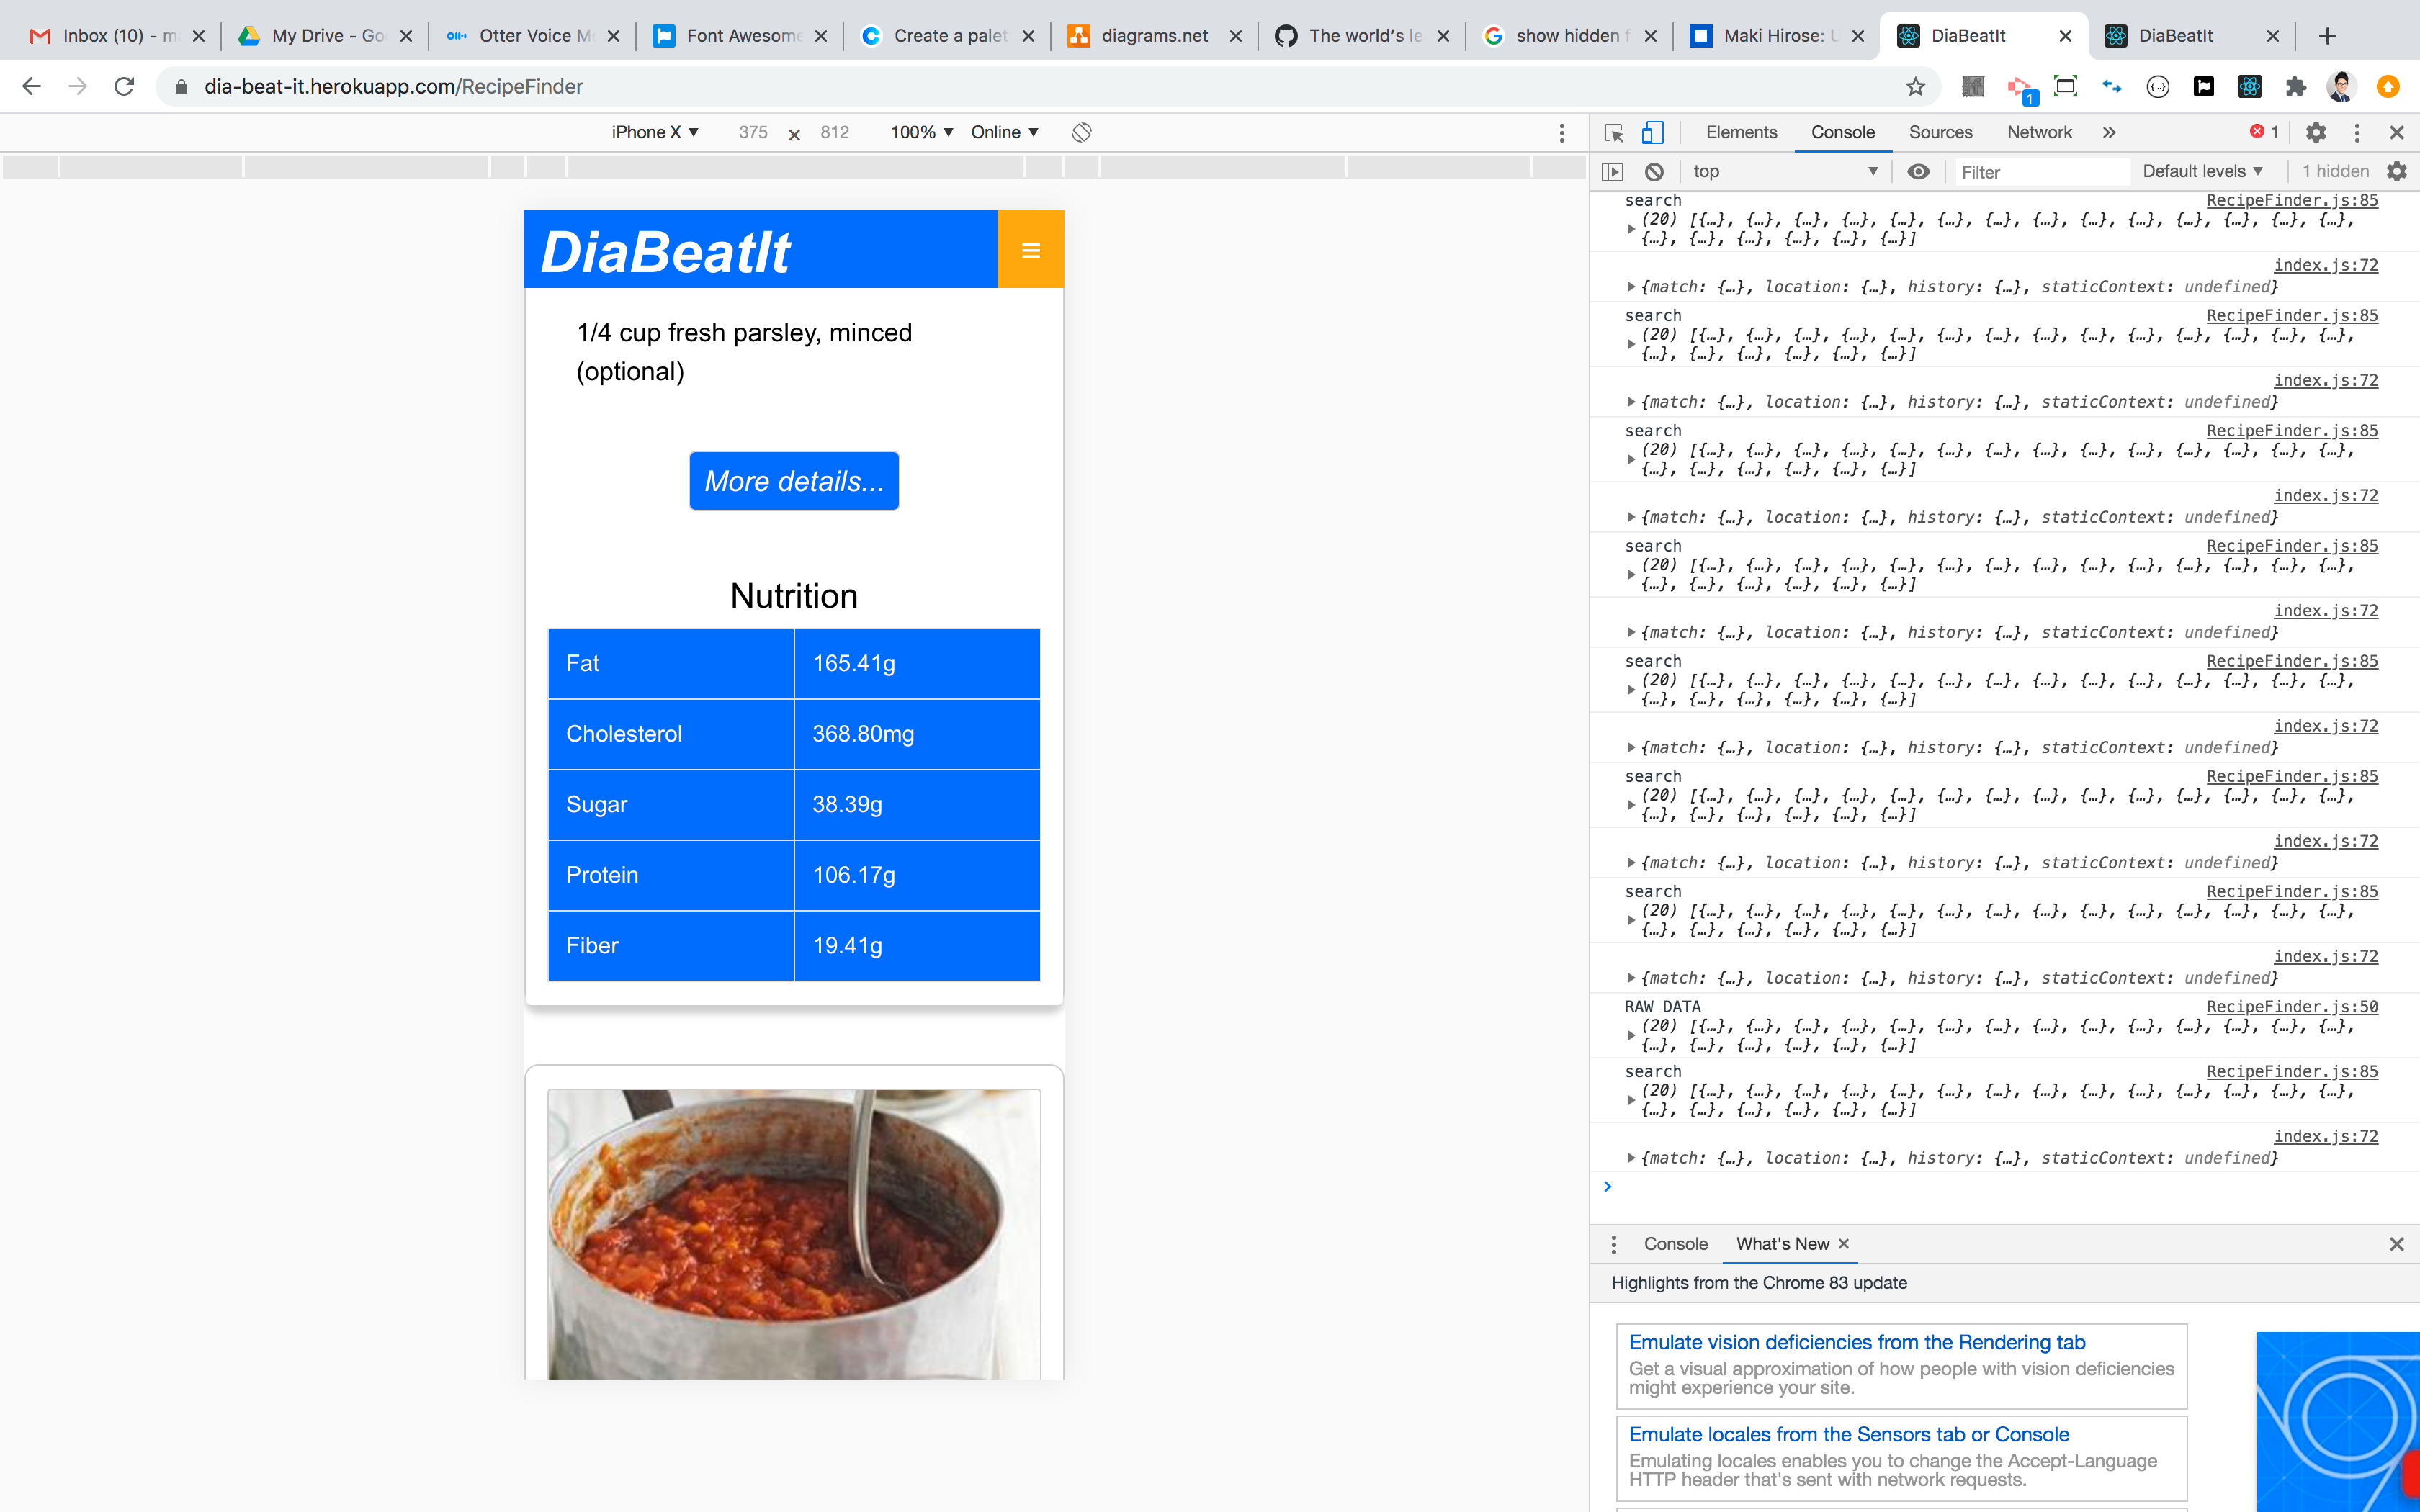 Inbox (10) - m
My Drive - Go
Otter Voice M
Font Awesome
Create a palet
diagrams.net
The world's le
show hidden f
Maki Hirose: U
DiaBeatIt
DiaBeatIt
dia-beat-it.herokuapp.com/RecipeFinder
1
iPhone X ▼ 375 × 812 100% ▼ Online ▼
Elements Console Sources Network » 1
top ▼ Filter Default levels ▼ 1 hidden
DiaBeatIt
1/4 cup fresh parsley, minced
(optional)
More details...
Nutrition
Fat 165.41g
Cholesterol 368.80mg
Sugar 38.39g
Protein 106.17g
Fiber 19.41g
search RecipeFinder.js:85
(20) [{…}, {…}, {…}, {…}, {…}, {…}, {…}, {…}, {…}, {…}, {…}, {…}, {…}, {…},
{…}, {…}, {…}, {…}, {…}, {…}]
index.js:72
{match: {…}, location: {…}, history: {…}, staticContext: undefined}
search RecipeFinder.js:85
(20) [{…}, {…}, {…}, {…}, {…}, {…}, {…}, {…}, {…}, {…}, {…}, {…}, {…}, {…},
{…}, {…}, {…}, {…}, {…}, {…}]
index.js:72
{match: {…}, location: {…}, history: {…}, staticContext: undefined}
search RecipeFinder.js:85
(20) [{…}, {…}, {…}, {…}, {…}, {…}, {…}, {…}, {…}, {…}, {…}, {…}, {…}, {…},
{…}, {…}, {…}, {…}, {…}, {…}]
index.js:72
{match: {…}, location: {…}, history: {…}, staticContext: undefined}
search RecipeFinder.js:85
(20) [{…}, {…}, {…}, {…}, {…}, {…}, {…}, {…}, {…}, {…}, {…}, {…}, {…}, {…},
{…}, {…}, {…}, {…}, {…}, {…}]
index.js:72
{match: {…}, location: {…}, history: {…}, staticContext: undefined}
search RecipeFinder.js:85
(20) [{…}, {…}, {…}, {…}, {…}, {…}, {…}, {…}, {…}, {…}, {…}, {…}, {…}, {…},
{…}, {…}, {…}, {…}, {…}, {…}]
index.js:72
{match: {…}, location: {…}, history: {…}, staticContext: undefined}
search RecipeFinder.js:85
(20) [{…}, {…}, {…}, {…}, {…}, {…}, {…}, {…}, {…}, {…}, {…}, {…}, {…}, {…},
{…}, {…}, {…}, {…}, {…}, {…}]
index.js:72
{match: {…}, location: {…}, history: {…}, staticContext: undefined}
search RecipeFinder.js:85
(20) [{…}, {…}, {…}, {…}, {…}, {…}, {…}, {…}, {…}, {…}, {…}, {…}, {…}, {…},
{…}, {…}, {…}, {…}, {…}, {…}]
index.js:72
{match: {…}, location: {…}, history: {…}, staticContext: undefined}
RAW DATA RecipeFinder.js:50
(20) [{…}, {…}, {…}, {…}, {…}, {…}, {…}, {…}, {…}, {…}, {…}, {…}, {…}, {…},
{…}, {…}, {…}, {…}, {…}, {…}]
search RecipeFinder.js:85
(20) [{…}, {…}, {…}, {…}, {…}, {…}, {…}, {…}, {…}, {…}, {…}, {…}, {…}, {…},
{…}, {…}, {…}, {…}, {…}, {…}]
index.js:72
{match: {…}, location: {…}, history: {…}, staticContext: undefined}
Console What's New
Highlights from the Chrome 83 update
Emulate vision deficiencies from the Rendering tab
Get a visual approximation of how people with vision deficiencies
might experience your site.
Emulate locales from the Sensors tab or Console
Emulating locales enables you to change the Accept-Language
HTTP header that's sent with network requests.